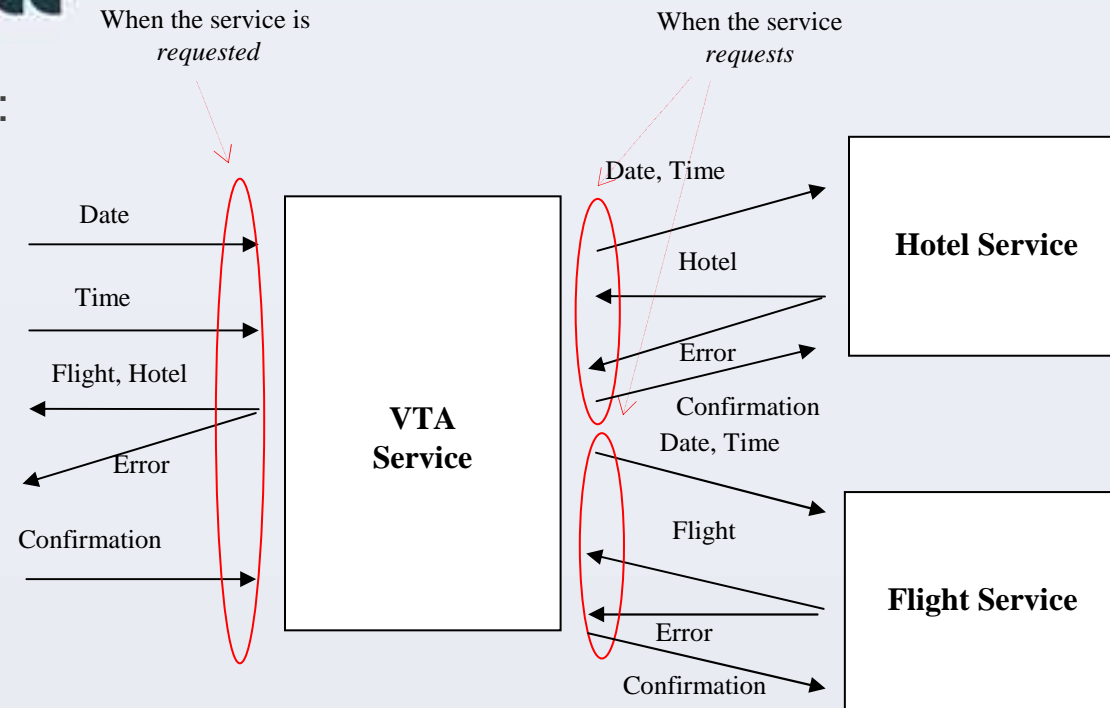 When the service is
requested
When the service
requests
:
Date
Time
Flight, Hotel
Error
Confirmation
VTA
Service
Date, Time
Hotel
Error
Confirmation
Hotel Service
Date, Time
Flight
Error
Confirmation
Flight Service